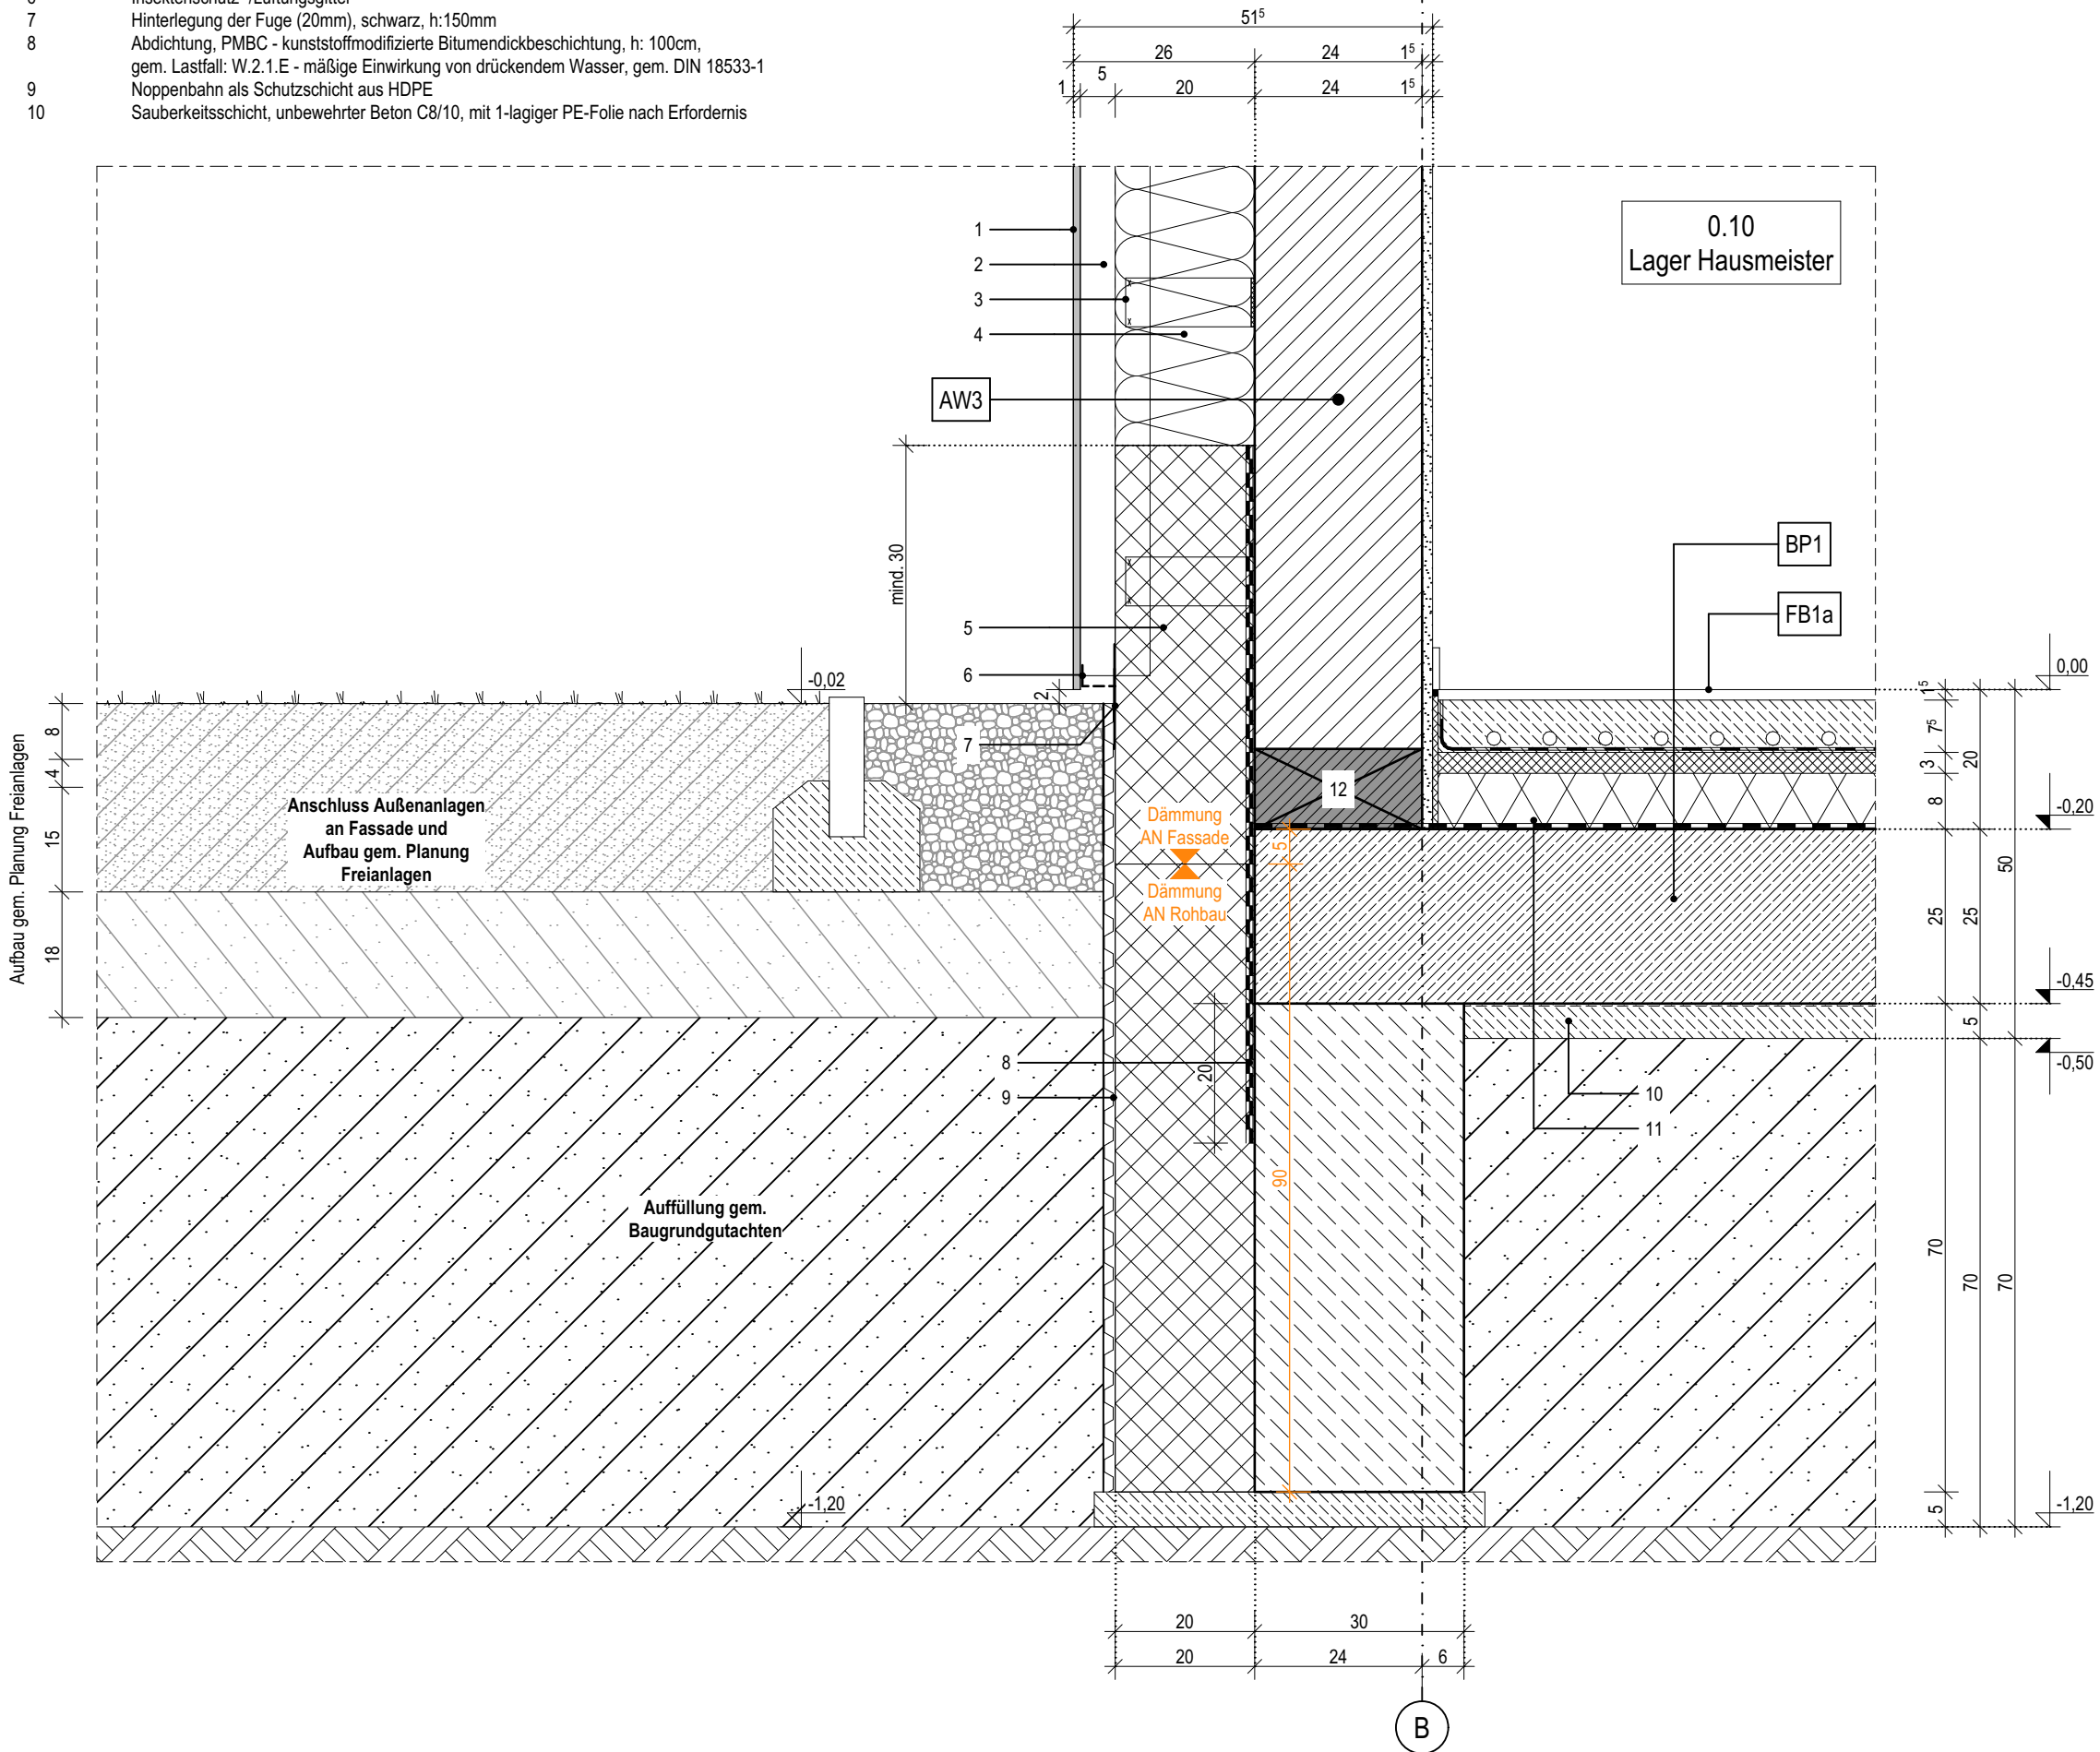 6 Insektenschutz-/Lüftungsgitter
7 Hinterlegung der Fuge (20mm), schwarz, h:150mm
8 Abdichtung, PMBC - kunststoffmodifizierte Bitumendickbeschichtung, h: 100cm,
gem. Lastfall: W.2.1.E - mäßige Einwirkung von drückendem Wasser, gem. DIN 18533-1
9 Noppenbahn als Schutzschicht aus HDPE
10 Sauberkeitsschicht, unbewehrter Beton C8/10, mit 1-lagiger PE-Folie nach Erfordernis
51⁵
26 24 1⁵
1 5 20 24 1⁵
0.10
Lager Hausmeister
1
2
3
4
AW3
mind. 30
5
6
2
7
BP1
FB1a
-0,02
0,00
-0,20
-0,45
-0,50
-1,20
-1,20
Aufbau gem. Planung Freianlagen
8
4
15
18
Anschluss Außenanlagen
an Fassade und
Aufbau gem. Planung
Freianlagen
12
Dämmung
AN Fassade
Dämmung
AN Rohbau
5
90
20
8
9
10
11
Auffüllung gem.
Baugrundgutachten
1⁵
7⁵
3
8
25
70
5
20
25
5
70
50
70
20 30
20 24 6
B